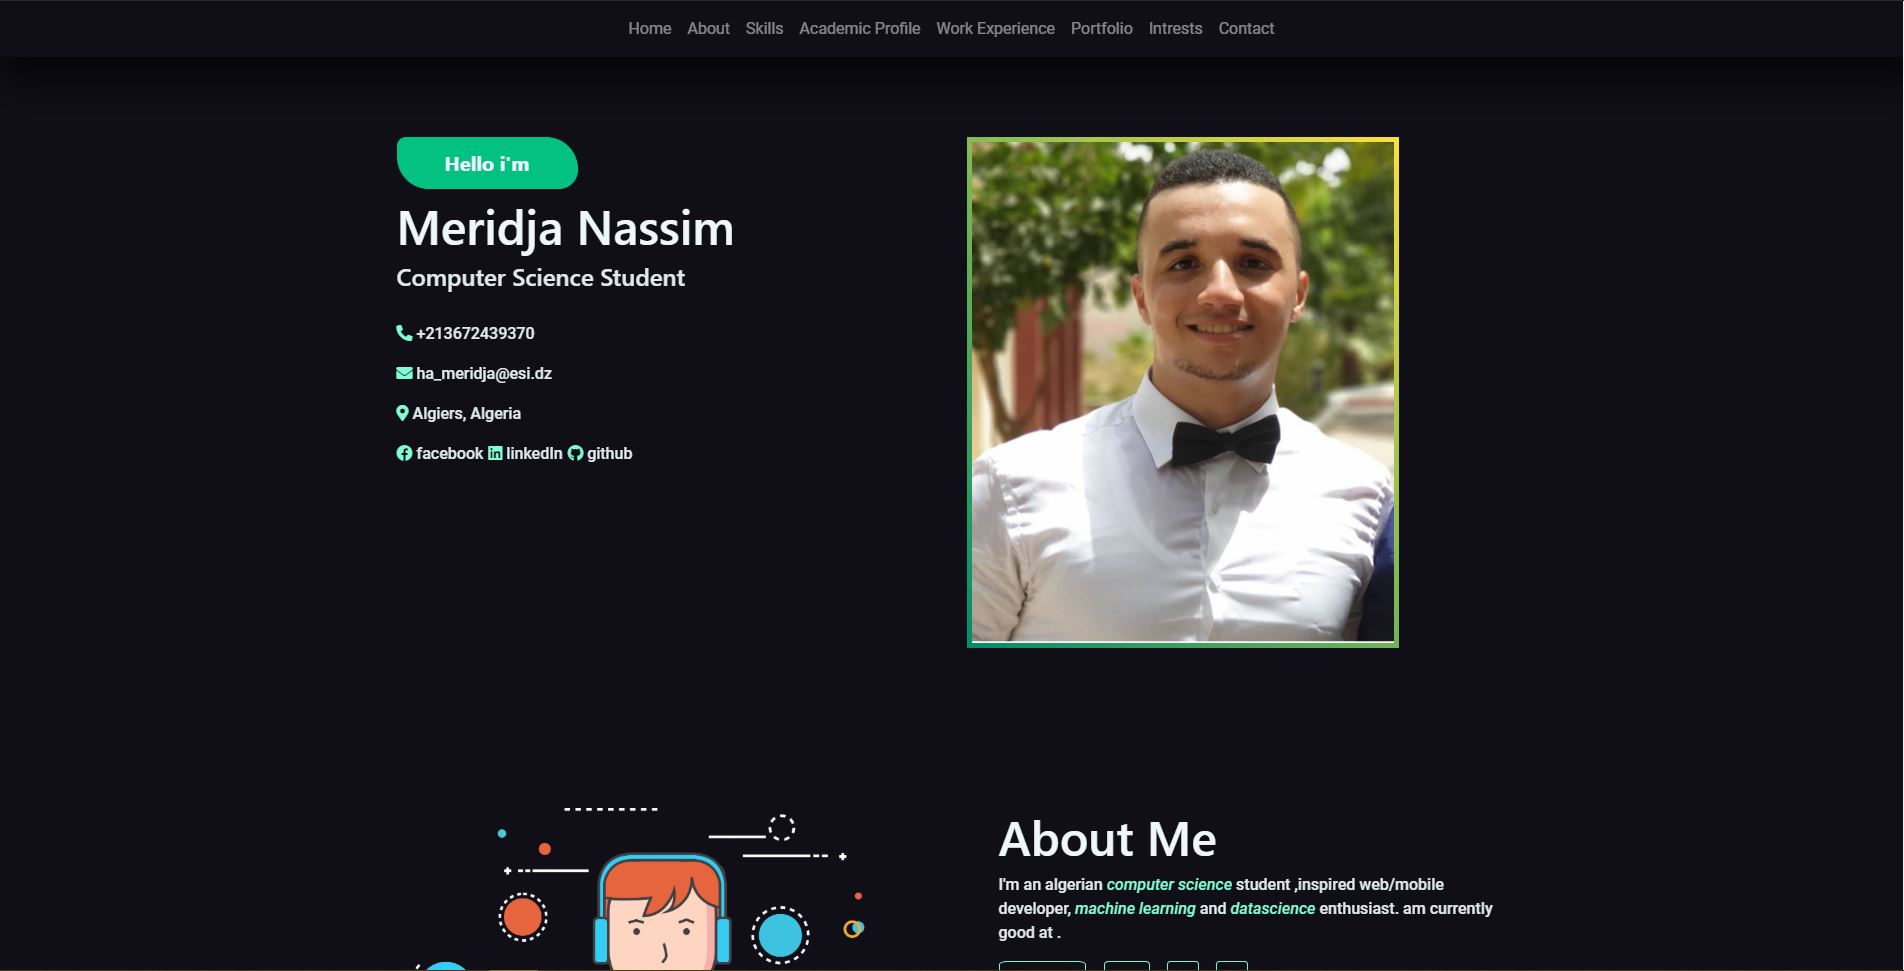 Home About Skills Academic Profile Work Experience Portfolio Intrests Contact
Hello i'm
Meridja Nassim
Computer Science Student
+213672439370
ha_meridja@esi.dz
Algiers, Algeria
facebook linkedIn github
About Me
I'm an algerian computer science student ,inspired web/mobile
developer, machine learning and datascience enthusiast. am currently
good at .